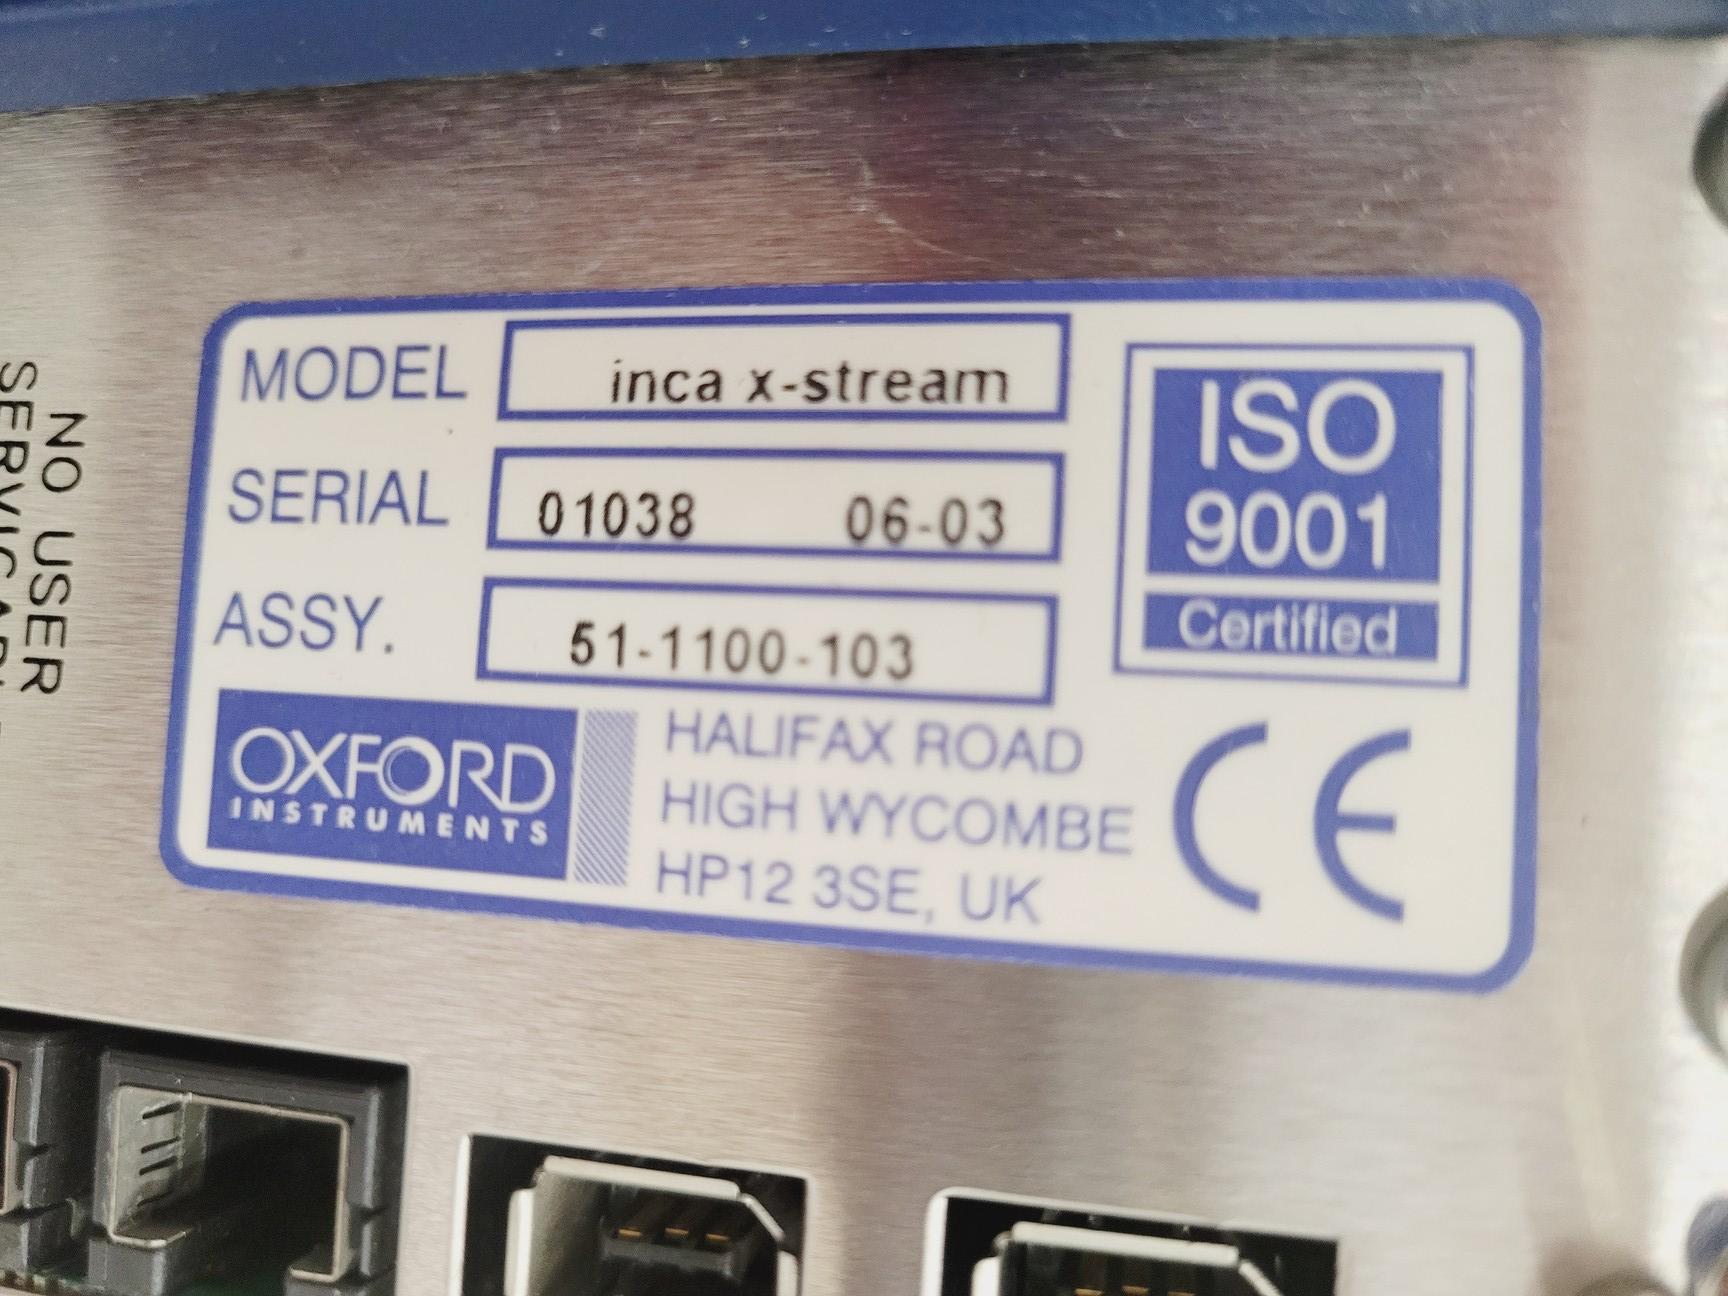 NO USER
MODEL inca x-stream
SERIAL 01038 06-03
ASSY. 51-1100-103
ISO
9001
Certified
OXFORD
INSTRUMENTS
HALIFAX ROAD
HIGH WYCOMBE
HP12 3SE, UK
CE